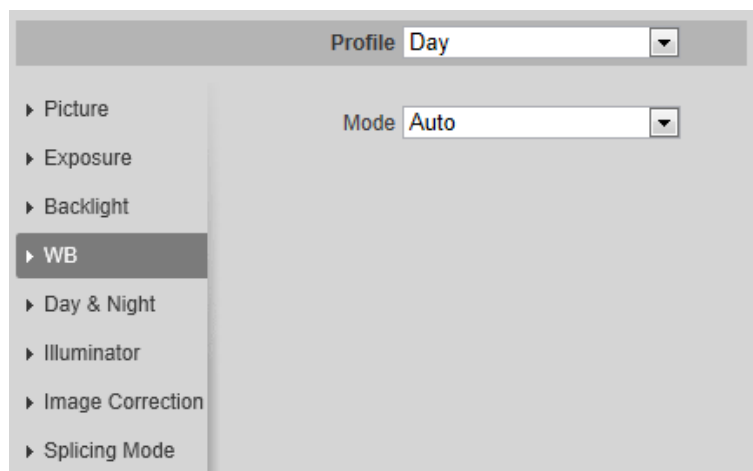 Profile Day
Picture
Mode Auto
Exposure
Backlight
WB
Day & Night
Illuminator
Image Correction
Splicing Mode